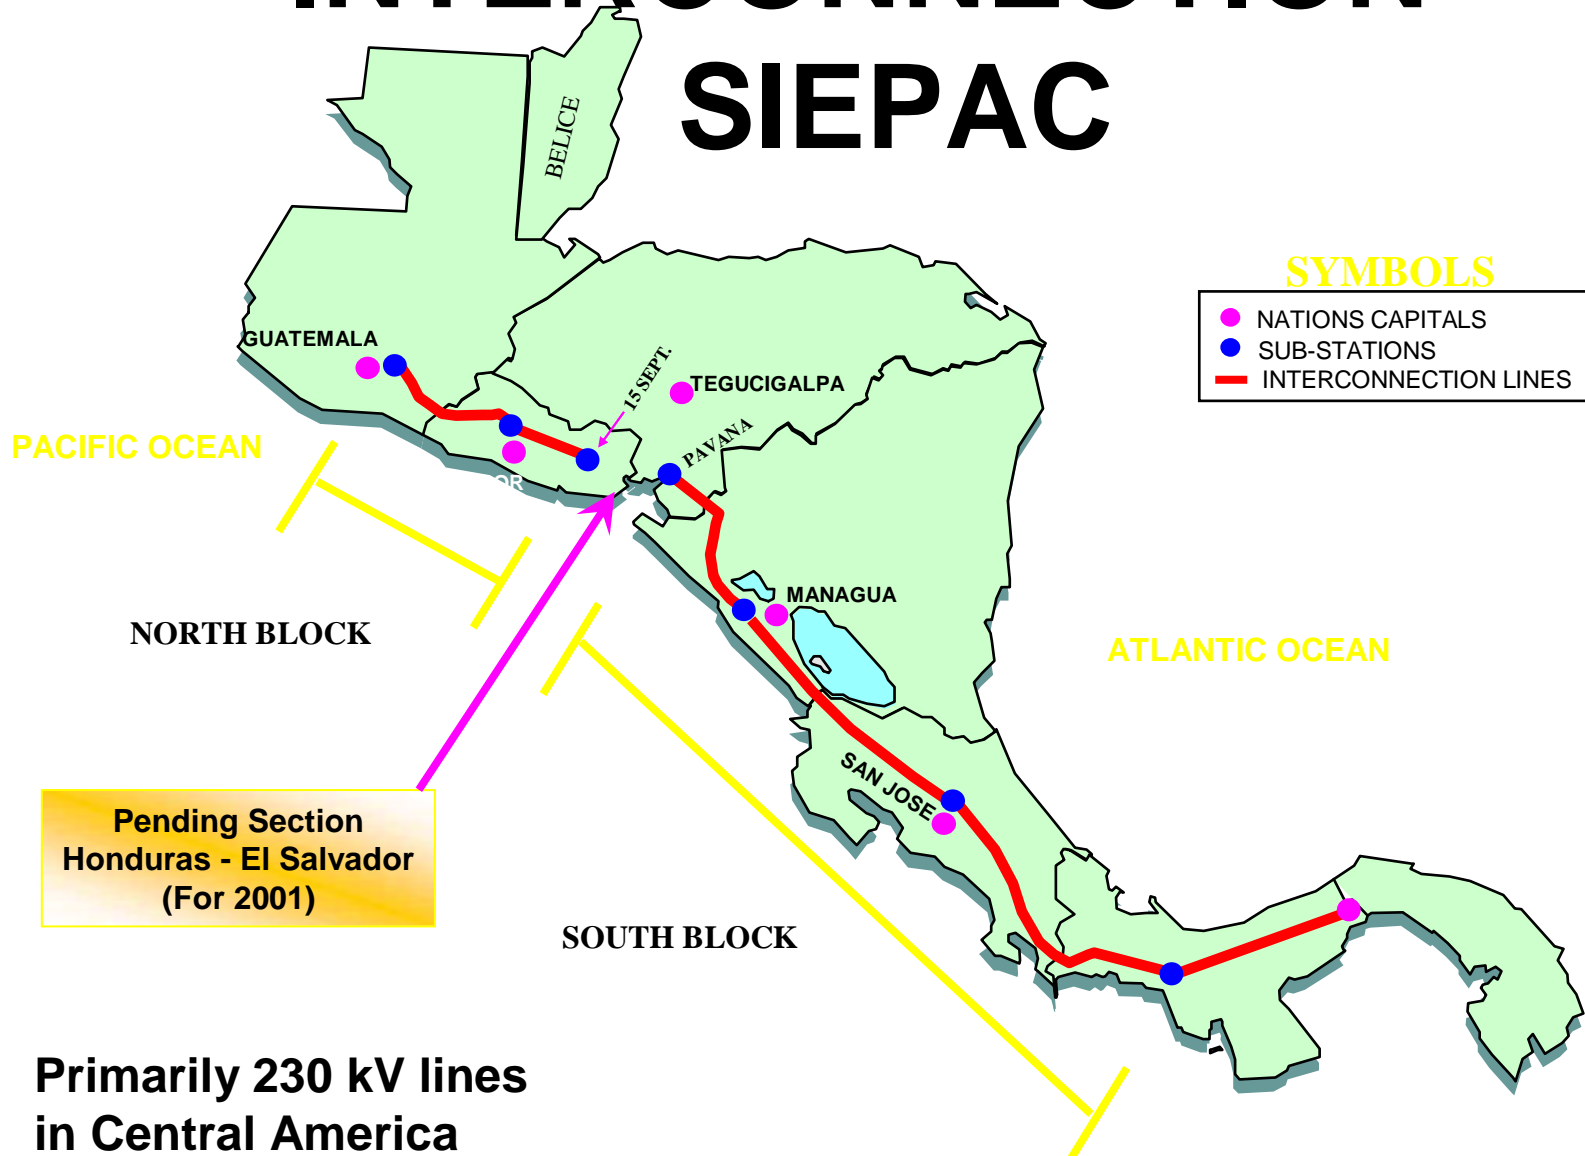 INTERCONNECTION
SIEPAC
BELICE
SYMBOLS
NATIONS CAPITALS
SUB-STATIONS
INTERCONNECTION LINES
GUATEMALA
15 SEPT.
TEGUCIGALPA
PAVANA
PACIFIC OCEAN
MANAGUA
NORTH BLOCK
ATLANTIC OCEAN
SAN JOSE
Pending Section
Honduras - El Salvador
(For 2001)
SOUTH BLOCK
Primarily 230 kV lines
in Central America